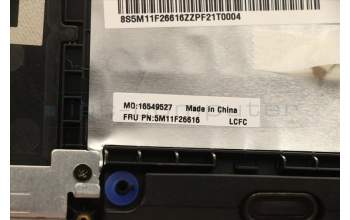 8S5M11F26616ZZPF21T0004
MO:16549527 Made in China
FRU PN:5M11F26616 LCFC